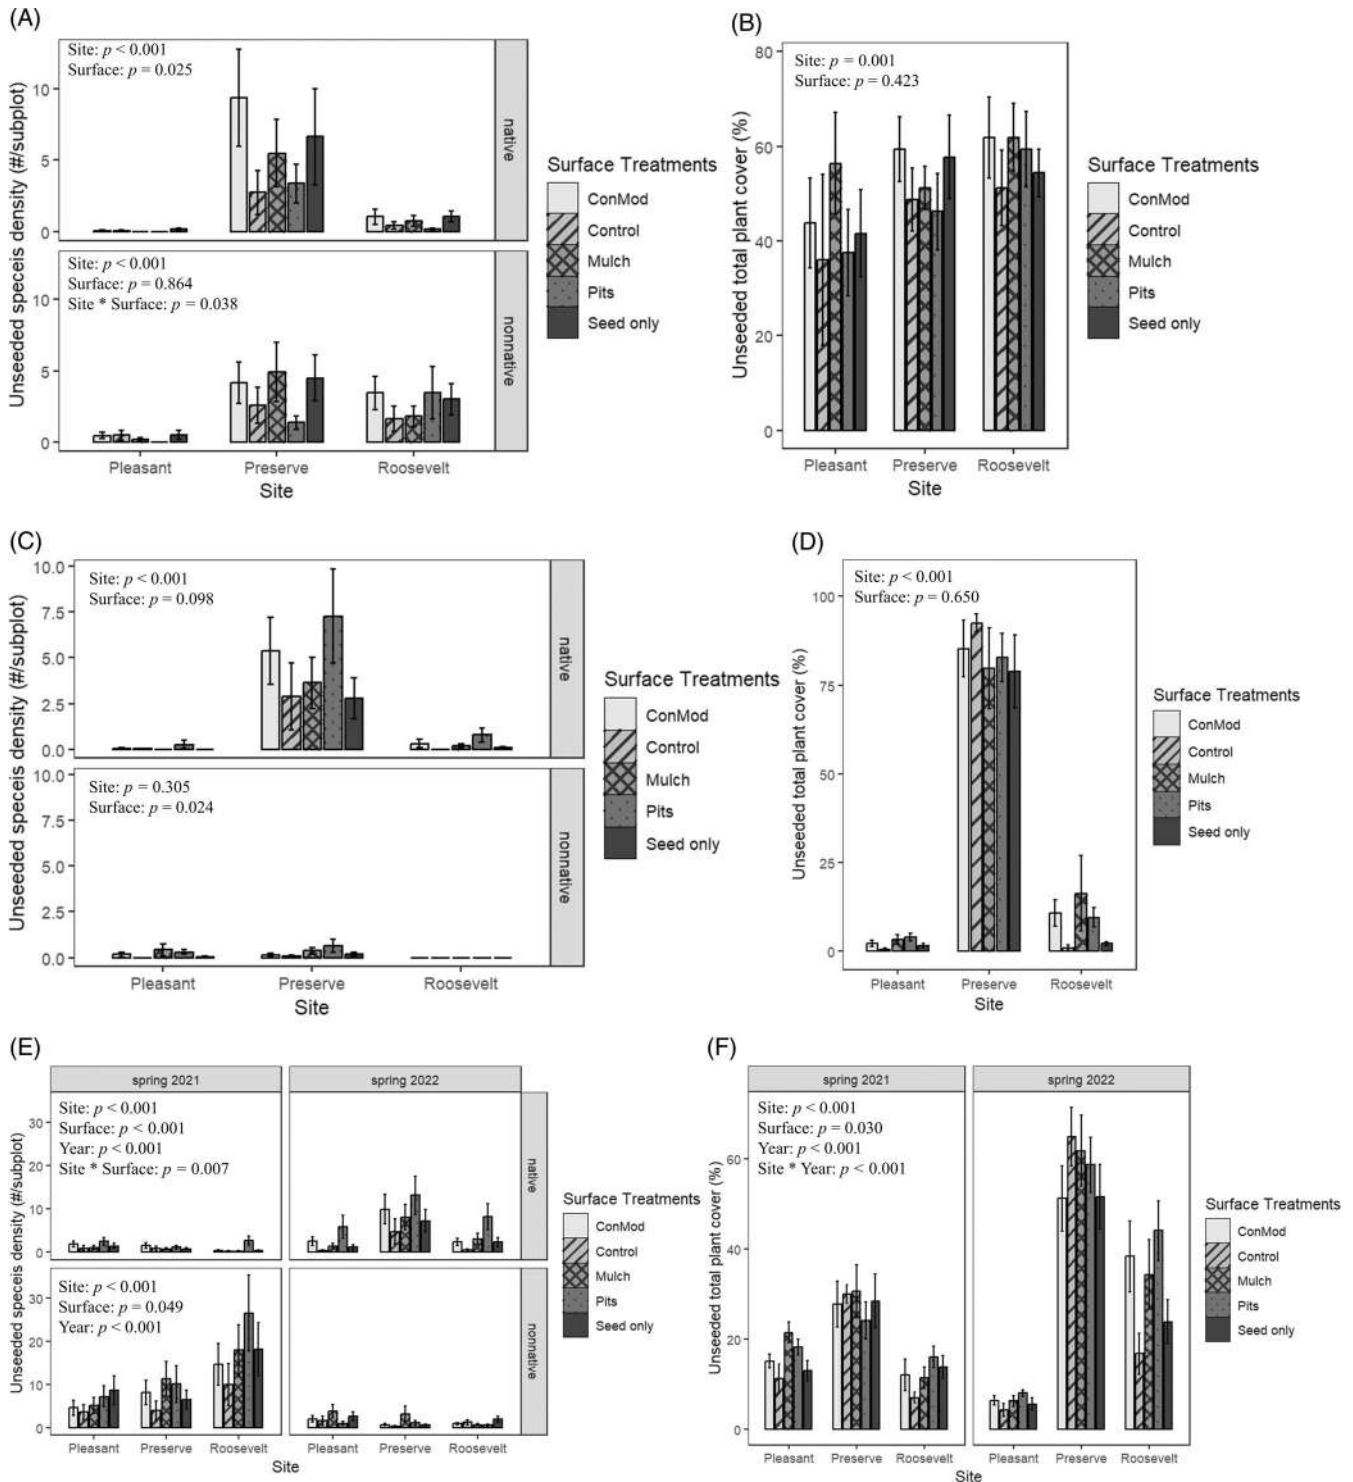 (A)
Site: p < 0.001
Surface: p = 0.025
10
5
0
native
Site: p < 0.001
Surface: p = 0.864
Site * Surface: p = 0.038
10
5
0
nonnative
Unseeded speceis density (#/subplot)
Pleasant Preserve Roosevelt
Site
Surface Treatments
ConMod
Control
Mulch
Pits
Seed only
(B)
Site: p = 0.001
Surface: p = 0.423
80
60
40
20
0
Unseeded total plant cover (%)
Pleasant Preserve Roosevelt
Site
Surface Treatments
ConMod
Control
Mulch
Pits
Seed only
(C)
Site: p < 0.001
Surface: p = 0.098
10.0
7.5
5.0
2.5
0.0
native
Site: p = 0.305
Surface: p = 0.024
10.0
7.5
5.0
2.5
0.0
nonnative
Unseeded speceis density (#/subplot)
Pleasant Preserve Roosevelt
Site
Surface Treatments
ConMod
Control
Mulch
Pits
Seed only
(D)
Site: p < 0.001
Surface: p = 0.650
100
75
50
25
0
Unseeded total plant cover (%)
Pleasant Preserve Roosevelt
Site
Surface Treatments
ConMod
Control
Mulch
Pits
Seed only
(E)
spring 2021 spring 2022
Site: p < 0.001
Surface: p < 0.001
Year: p < 0.001
Site * Surface: p = 0.007
30
20
10
0
native
Site: p < 0.001
Surface: p = 0.049
Year: p < 0.001
30
20
10
0
nonnative
Unseeded speceis density (#/subplot)
Pleasant Preserve Roosevelt Pleasant Preserve Roosevelt
Site
Surface Treatments
ConMod
Control
Mulch
Pits
Seed only
(F)
spring 2021 spring 2022
Site: p < 0.001
Surface: p = 0.030
Year: p < 0.001
Site * Year: p < 0.001
60
40
20
0
Unseeded total plant cover (%)
Pleasant Preserve Roosevelt Pleasant Preserve Roosevelt
Site
Surface Treatments
ConMod
Control
Mulch
Pits
Seed only